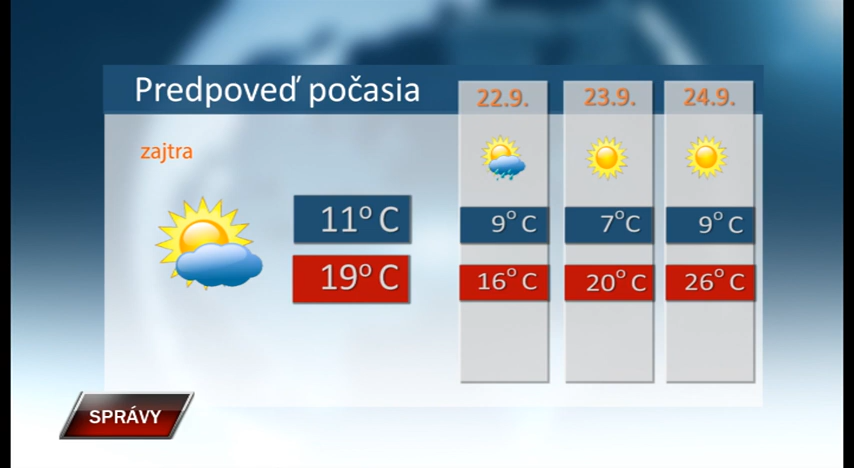 Predpoveď počasia
zajtra
11° C
19° C
22.9. 23.9. 24.9.
9° C 7°C 9° C
16° C 20° C 26° C
SPRÁVY